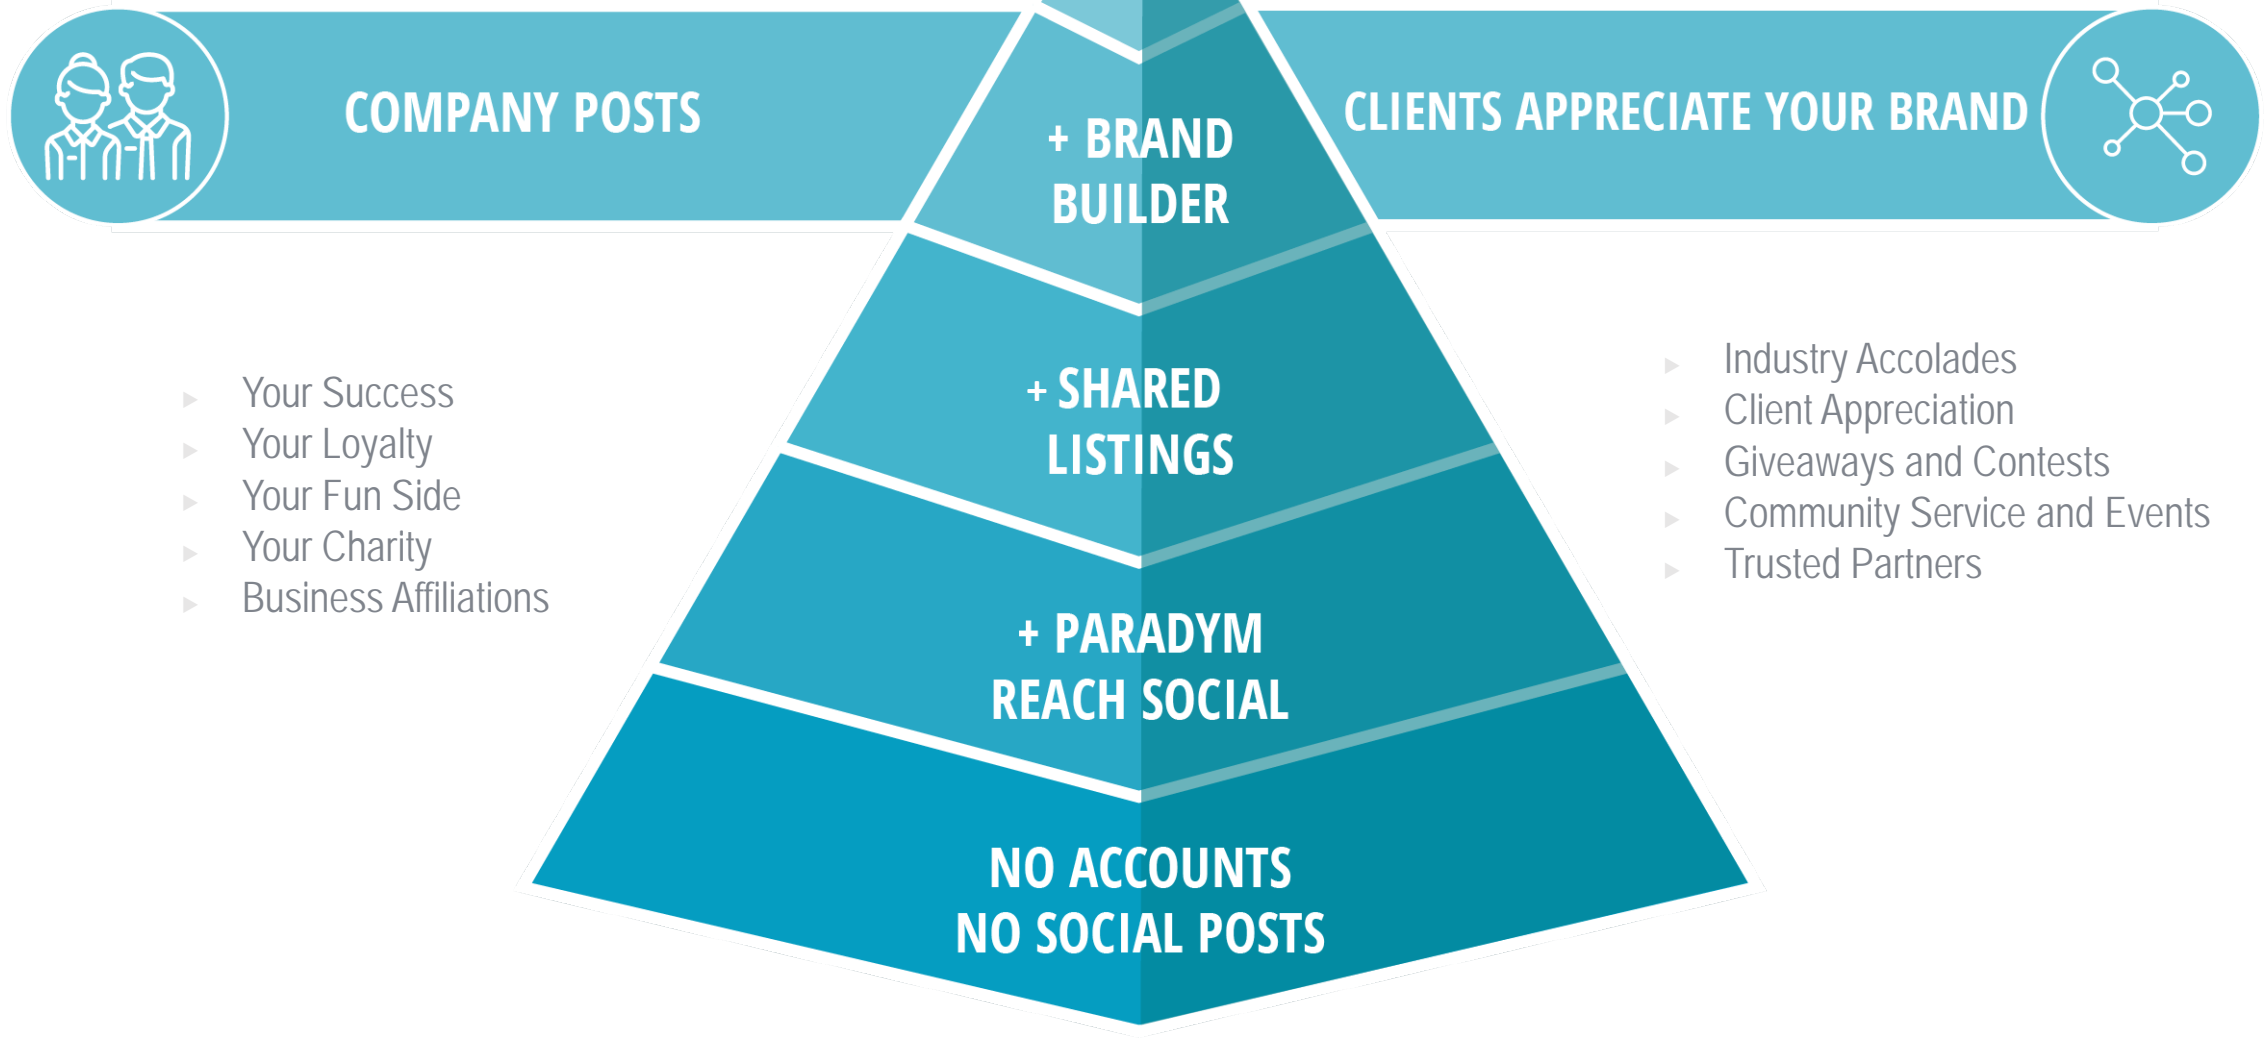 COMPANY POSTS
CLIENTS APPRECIATE YOUR BRAND
+ BRAND
BUILDER
+ SHARED
LISTINGS
+ PARADYM
REACH SOCIAL
NO ACCOUNTS
NO SOCIAL POSTS
Your Success
Your Loyalty
Your Fun Side
Your Charity
Business Affiliations
Industry Accolades
Client Appreciation
Giveaways and Contests
Community Service and Events
Trusted Partners